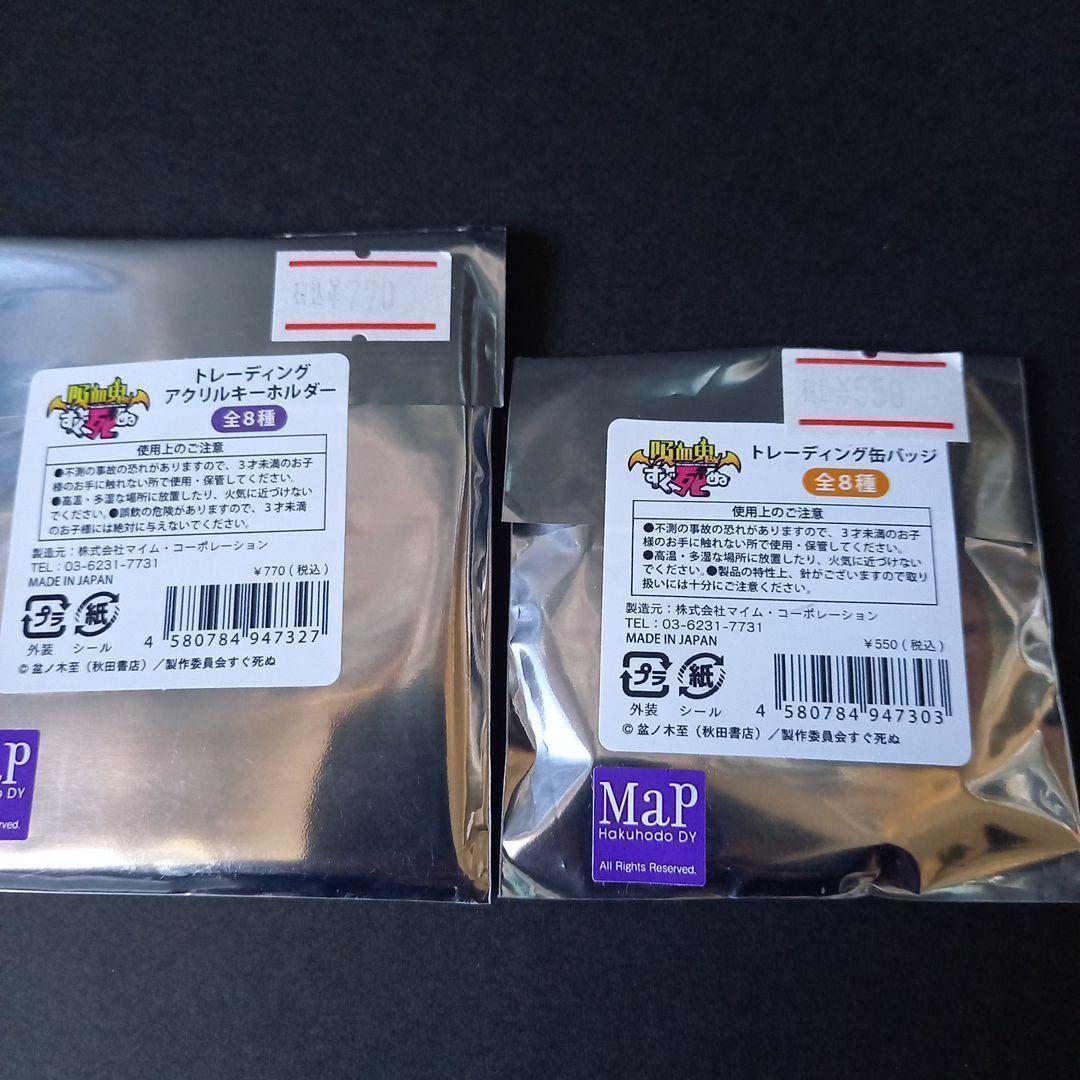 税込¥770
吸血鬼
すぐ死ぬ
トレーディング
アクリルキーホルダー
全8種
使用上のご注意
●不測の事故の恐れがありますので、3才未満のお子
様のお手に触れない所で使用・保管してください。
●高温・多湿な場所に放置したり、火気に近づけない
でください。●誤飲の危険がありますので、3才未満
のお子様には絶対に与えないでください。
製造元：株式会社マイム・コーポレーション
TEL：03-6231-7731
MADE IN JAPAN
¥770(税込)
プラ
紙
外装 シール
4 580784 947327
© 盆ノ木至（秋田書店）／製作委員会すぐ死ぬ
aP
o DY
rved.
税込¥550
吸血鬼
すぐ死ぬ
トレーディング缶バッジ
全8種
使用上のご注意
●不測の事故の恐れがありますので、3才未満のお子
様のお手に触れない所で使用・保管してください。
●高温・多湿な場所に放置したり、火気に近づけない
でください。●製品の特性上、針がございますので取り
扱いには十分にご注意ください。
製造元：株式会社マイム・コーポレーション
TEL：03-6231-7731
MADE IN JAPAN
¥550(税込)
プラ
紙
外装 シール
4 580784 947303
© 盆ノ木至（秋田書店）／製作委員会すぐ死ぬ
MaP
Hakuhodo DY
All Rights Reserved.